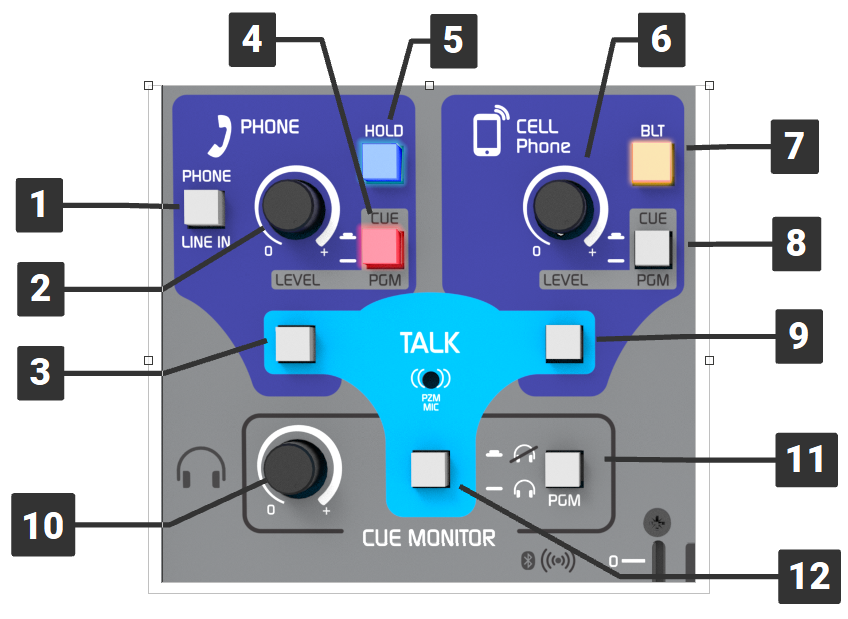 4
5
6
PHONE
HOLD
CELL
Phone
BLT
7
PHONE
1
LINE IN
CUE
CUE
8
0
+
0
+
2
LEVEL
PGM
LEVEL
PGM
TALK
9
3
PZM
MIC
11
PGM
10
0
+
CUE MONITOR
0
12